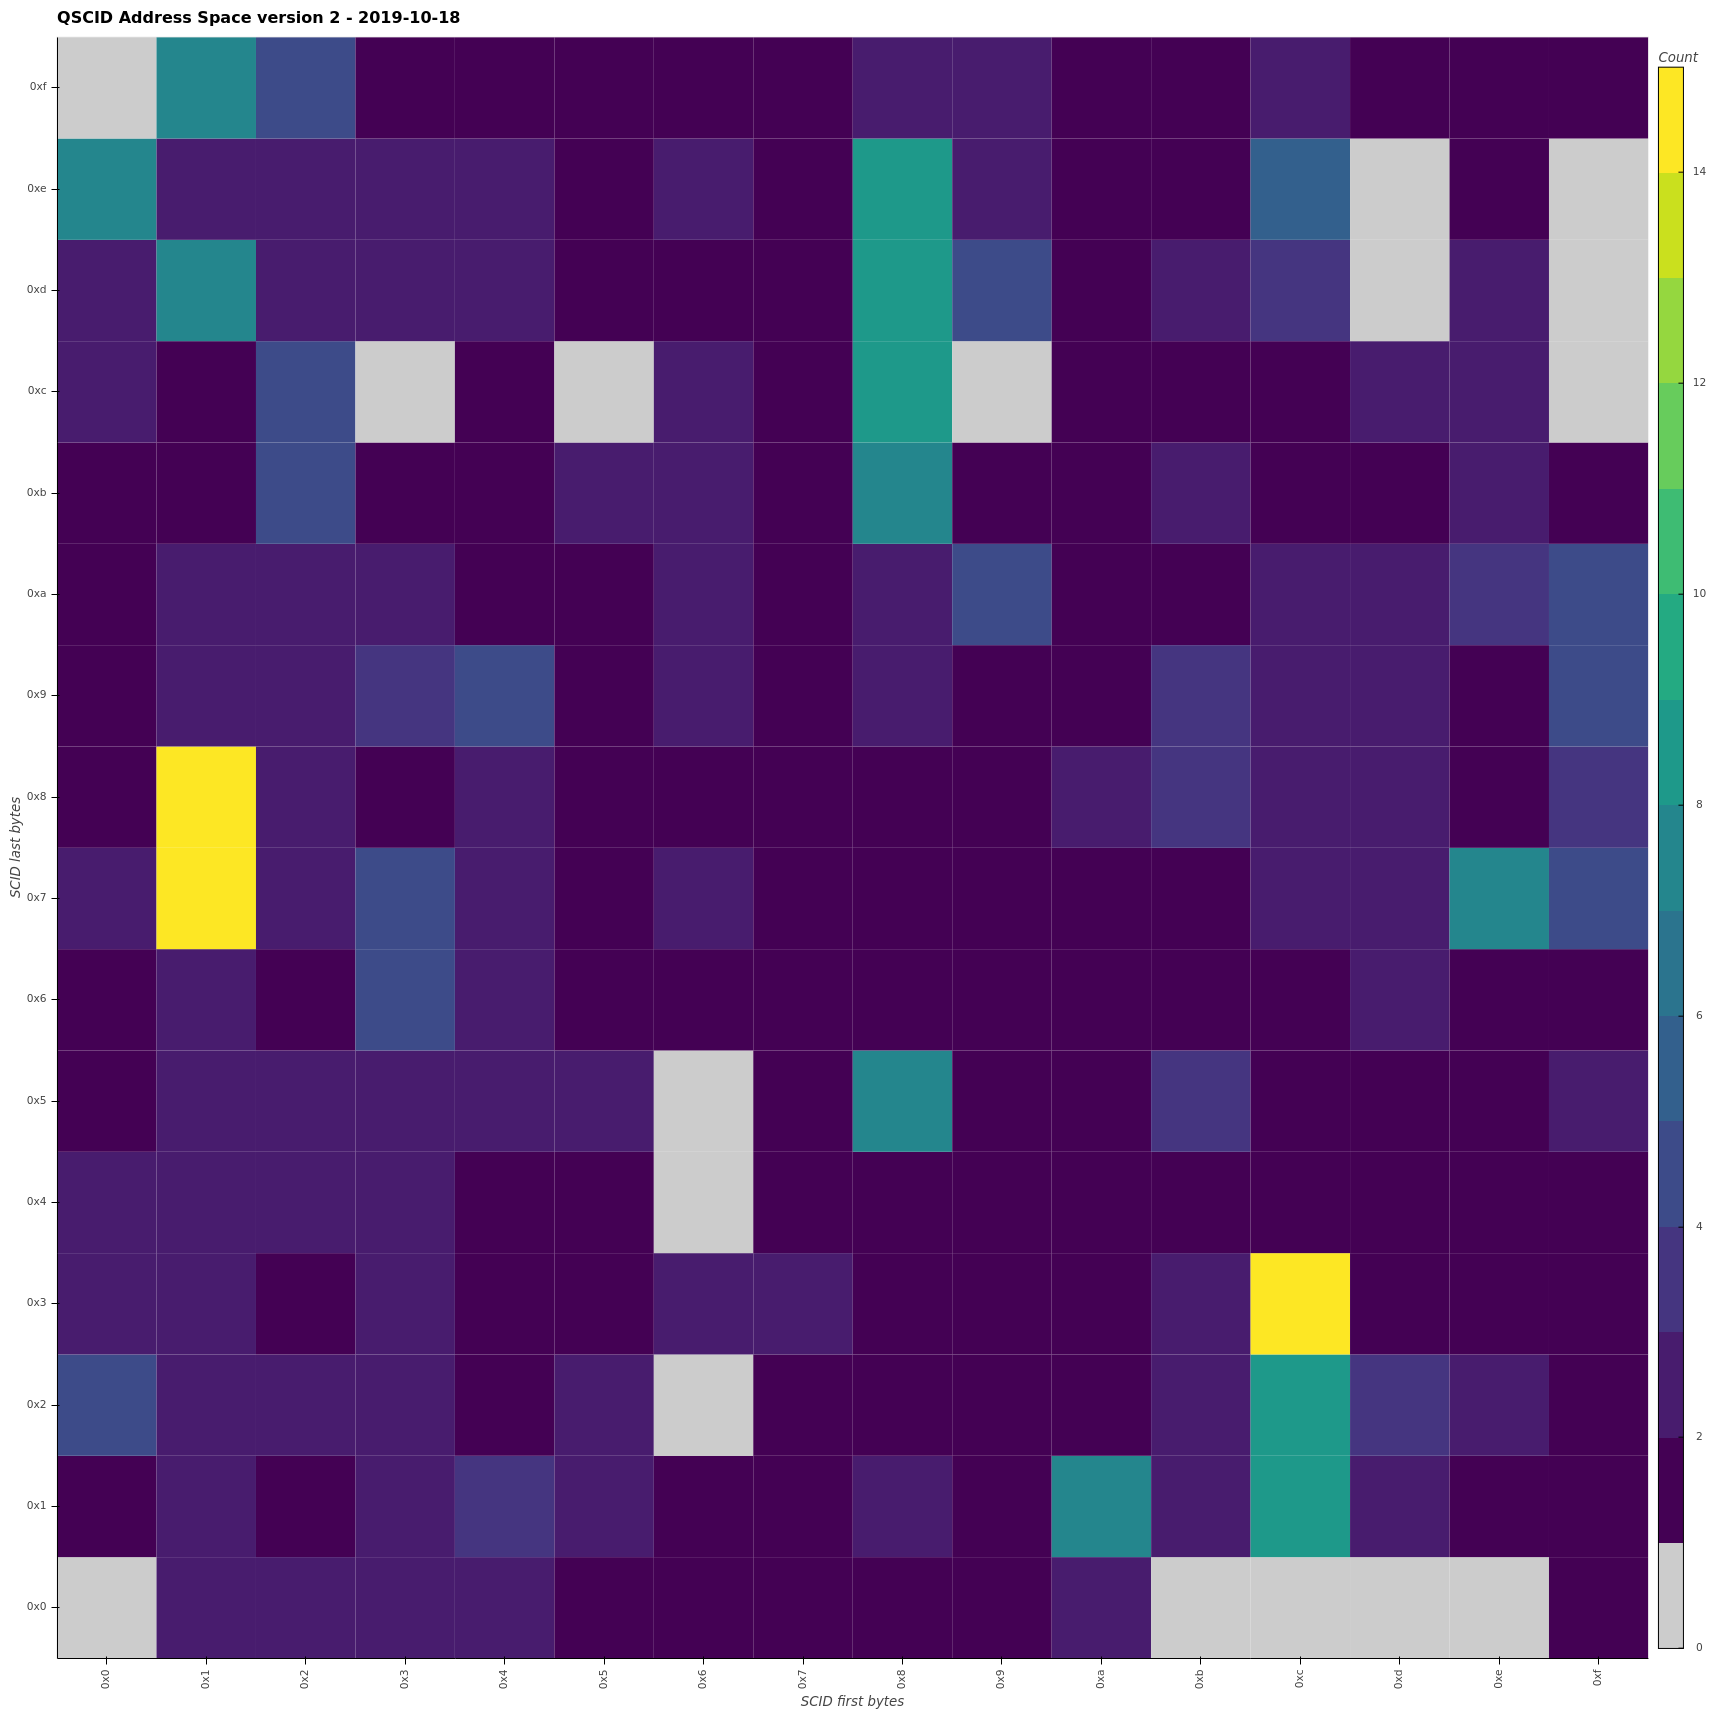 QSCID Address Space version 2 - 2019-10-18
Count
0xf
0xe
0xd
0xc
0xb
0xa
0x9
0x8
0x7
0x6
0x5
0x4
0x3
0x2
0x1
0x0
SCID last bytes
14
12
10
8
6
4
2
0
0x0 0x1 0x2 0x3 0x4 0x5 0x6 0x7 0x8 0x9 0xa 0xb 0xc 0xd 0xe 0xf
SCID first bytes